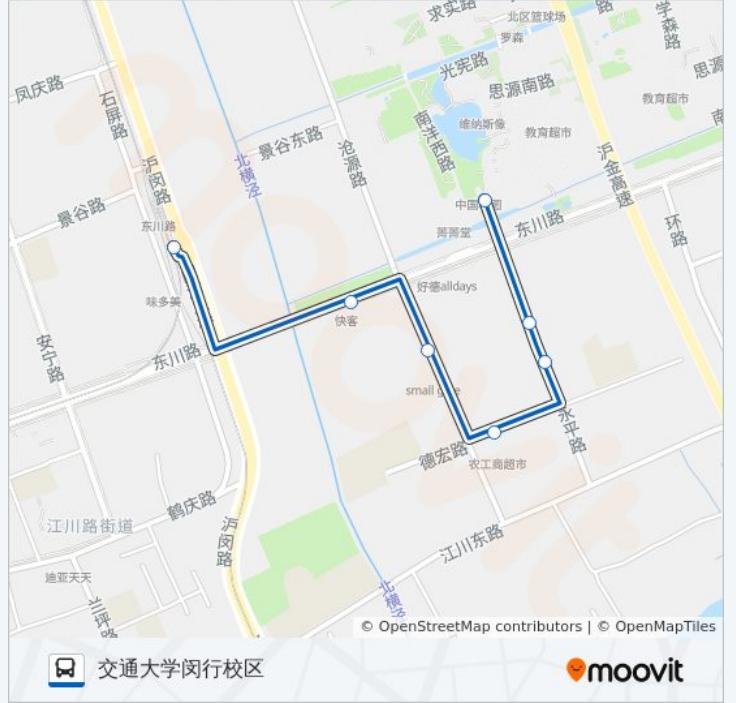 求实路
北区篮球场
路
学森路
罗森
光宪路
思源
凤庆路
石屏路
思源南路
教育超市
南洋西路
维纳斯像
教育超市
南
景谷东路
北横泾
沧源路
沪闵路
沪金高速
景谷路
东川路
中国
菁菁堂
东川路
环路
味多美
好德alldays
快客
安宁路
东川路
small
永平路
德宏路
农工商超市
鹤庆路
江川路街道
沪闵路
江川东路
迪亚天天
兰坪路
北横泾
© OpenStreetMap contributors | © OpenMapTiles
交通大学闵行校区
moovit